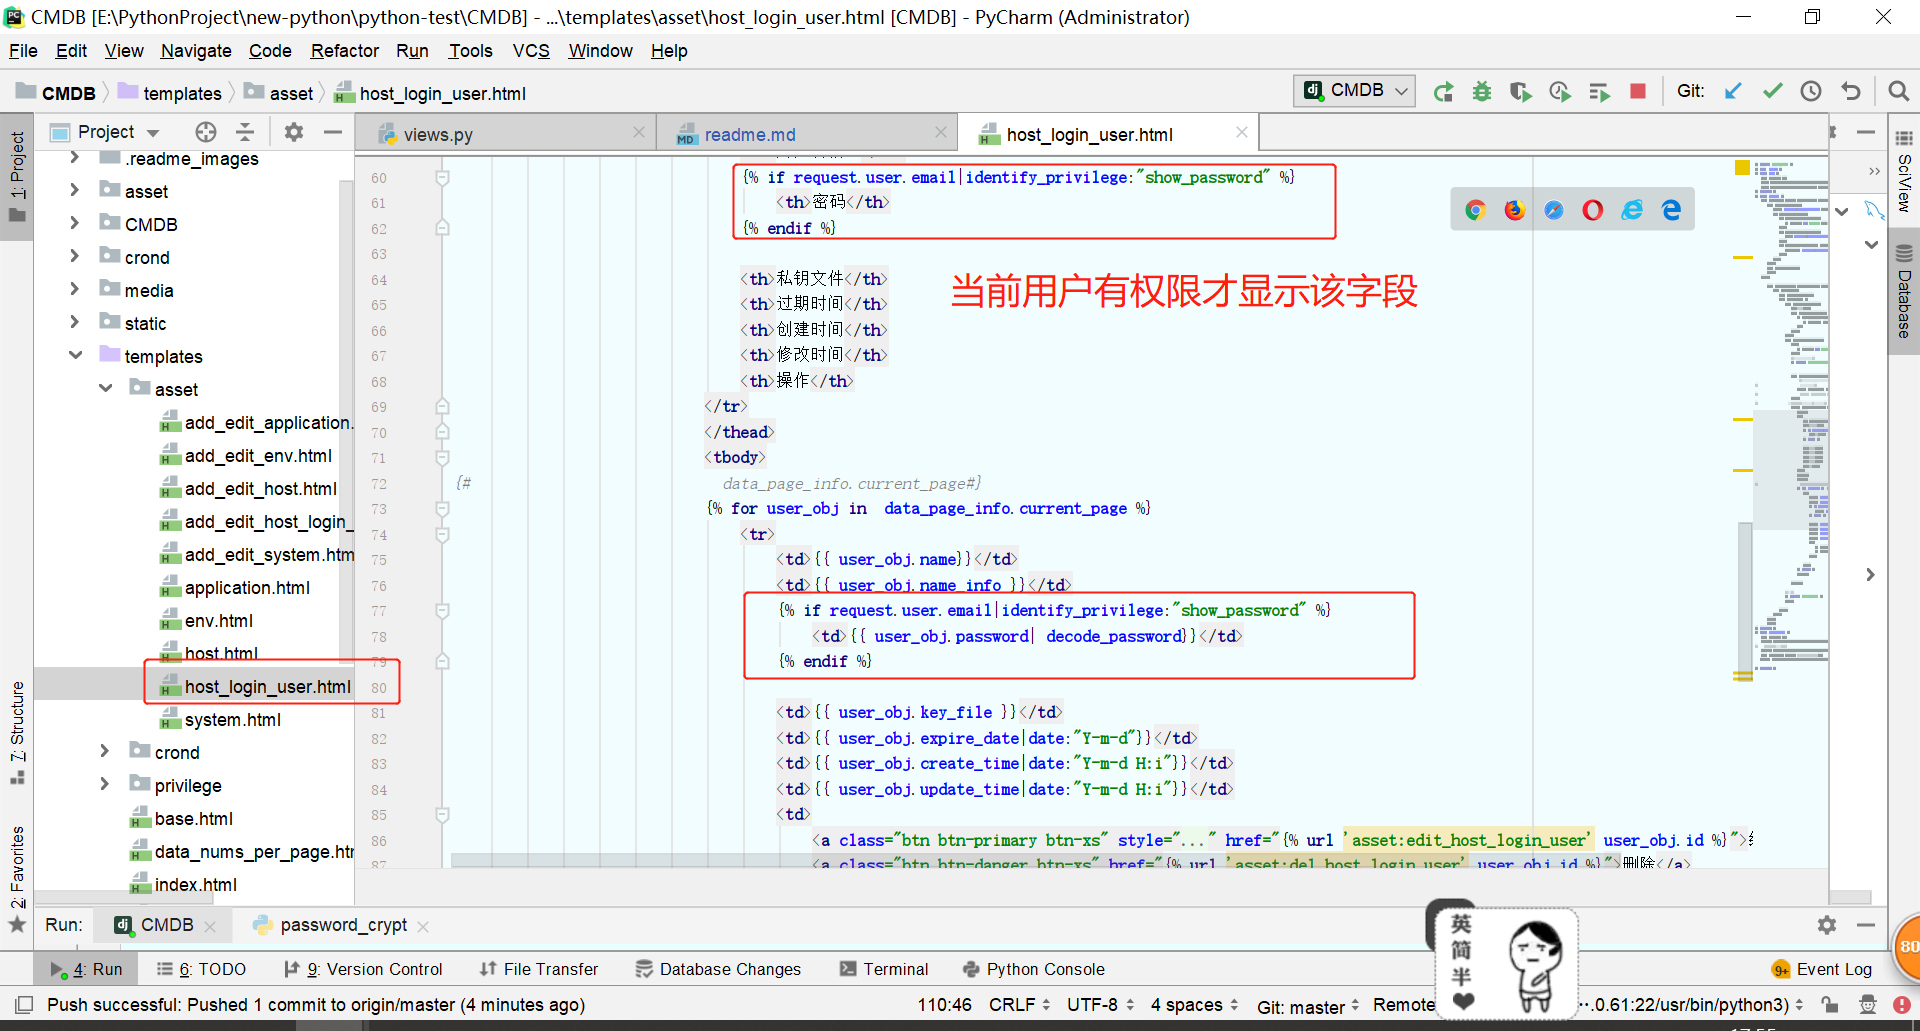 CMDB [E:\PythonProject\new-python\python-test\CMDB] - ...\templates\asset\host_login_user.html [CMDB] - PyCharm (Administrator)
File Edit View Navigate Code Refactor Run Tools VCS Window Help
CMDB templates asset host_login_user.html
CMDB Git:
Project
views.py readme.md host_login_user.html
1: Project
7: Structure
2: Favorites
.readme_images
asset
CMDB
crond
media
static
templates
asset
add_edit_application.
add_edit_env.html
add_edit_host.html
add_edit_host_login_
add_edit_system.htm
application.html
env.html
host.html
host_login_user.html
system.html
crond
privilege
base.html
data_nums_per_page.htm
index.html
60 {% if request.user.email|identify_privilege:"show_password" %}
61 <th>密码</th>
62 {% endif %}
63
64 <th>私钥文件</th>
65 <th>过期时间</th>
66 <th>创建时间</th>
67 <th>修改时间</th>
68 <th>操作</th>
69 </tr>
70 </thead>
71 <tbody>
72 {# data_page_info.current_page#}
73 {% for user_obj in data_page_info.current_page %}
74 <tr>
75 <td>{{ user_obj.name}}</td>
76 <td>{{ user_obj.name_info }}</td>
77 {% if request.user.email|identify_privilege:"show_password" %}
78 <td>{{ user_obj.password| decode_password}}</td>
79 {% endif %}
80
81 <td>{{ user_obj.key_file }}</td>
82 <td>{{ user_obj.expire_date|date:"Y-m-d"}}</td>
83 <td>{{ user_obj.create_time|date:"Y-m-d H:i"}}</td>
84 <td>{{ user_obj.update_time|date:"Y-m-d H:i"}}</td>
85 <td>
86 <a class="btn btn-primary btn-xs" style="..." href="{% url 'asset:edit_host_login_user' user_obj.id %}">
87 <a class="btn btn-danger btn-xs" href="{% url 'asset:del_host_login_user' user_obj.id %}">删除</a>
当前用户有权限才显示该字段
SciView
Database
Run: CMDB password_crypt
4: Run 6: TODO 9: Version Control File Transfer Database Changes Terminal Python Console 9+ Event Log
Push successful: Pushed 1 commit to origin/master (4 minutes ago) 110:46 CRLF UTF-8 4 spaces Git: master Remote .0.61:22/usr/bin/python3)
英
简
半
80